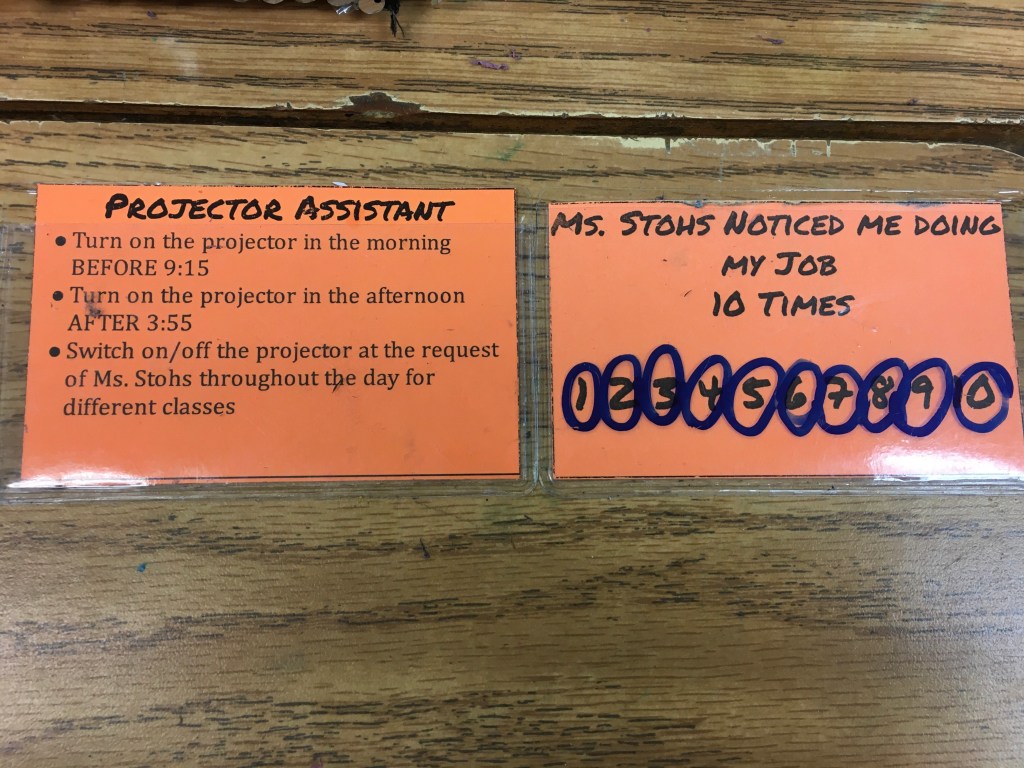 PROJECTOR ASSISTANT
• Turn on the projector in the morning
BEFORE 9:15
• Turn on the projector in the afternoon
AFTER 3:55
• Switch on/off the projector at the request
of Ms. Stohs throughout the day for
different classes
MS. STOHS NOTICED ME DOING
MY JOB
10 TIMES
1 2 3 4 5 6 7 8 9 10